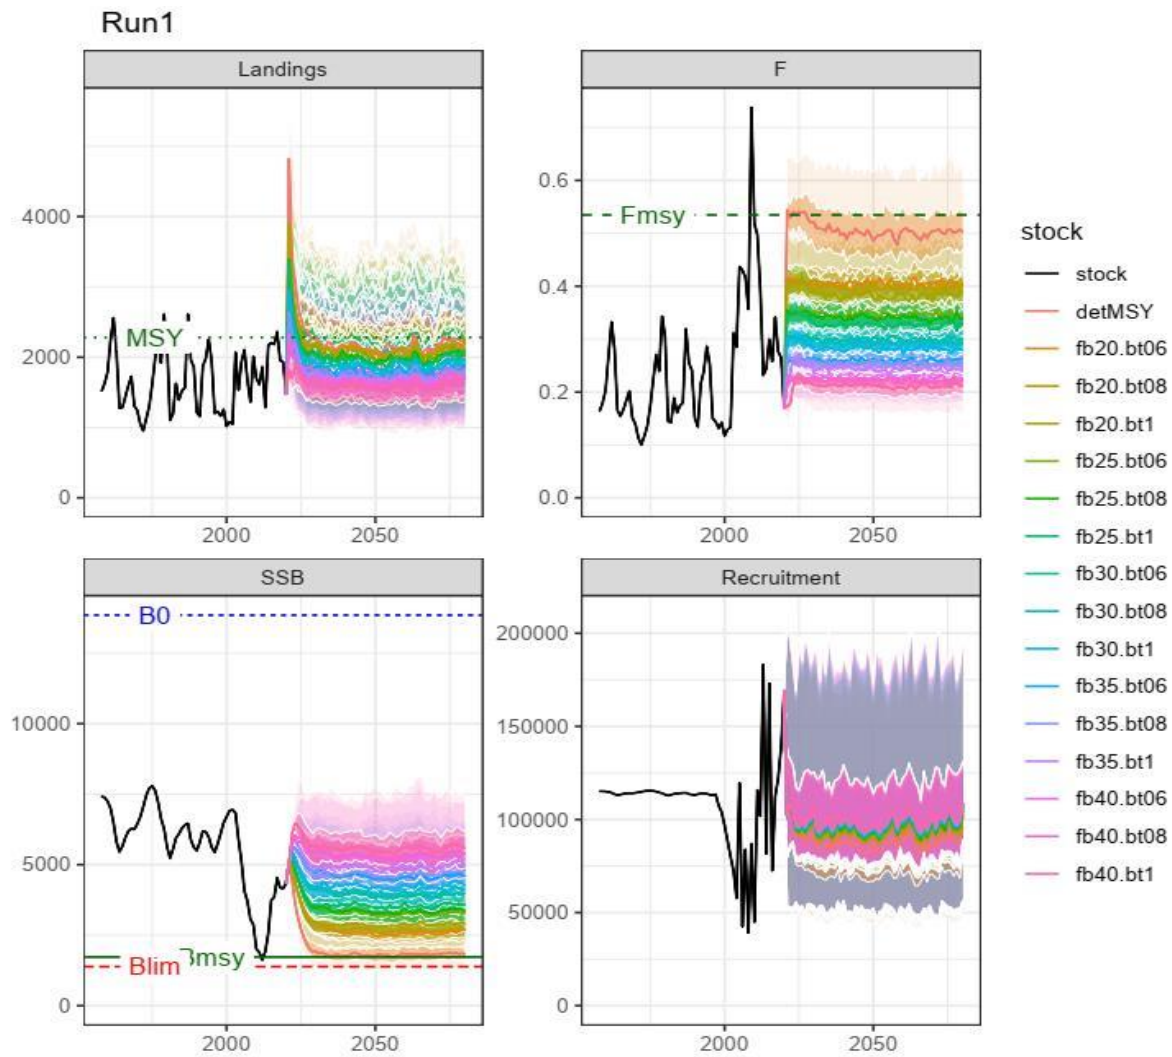 Run1
Landings
F
4000
2000
0
MSY
2000
2050
0.6
0.4
0.2
0.0
Fmsy
2000
2050
SSB
Recruitment
10000
5000
0
B0
Bmsy
Blim
2000
2050
200000
150000
100000
50000
0
2000
2050
stock
stock
detMSY
fb20.bt06
fb20.bt08
fb20.bt1
fb25.bt06
fb25.bt08
fb25.bt1
fb30.bt06
fb30.bt08
fb30.bt1
fb35.bt06
fb35.bt08
fb35.bt1
fb40.bt06
fb40.bt08
fb40.bt1